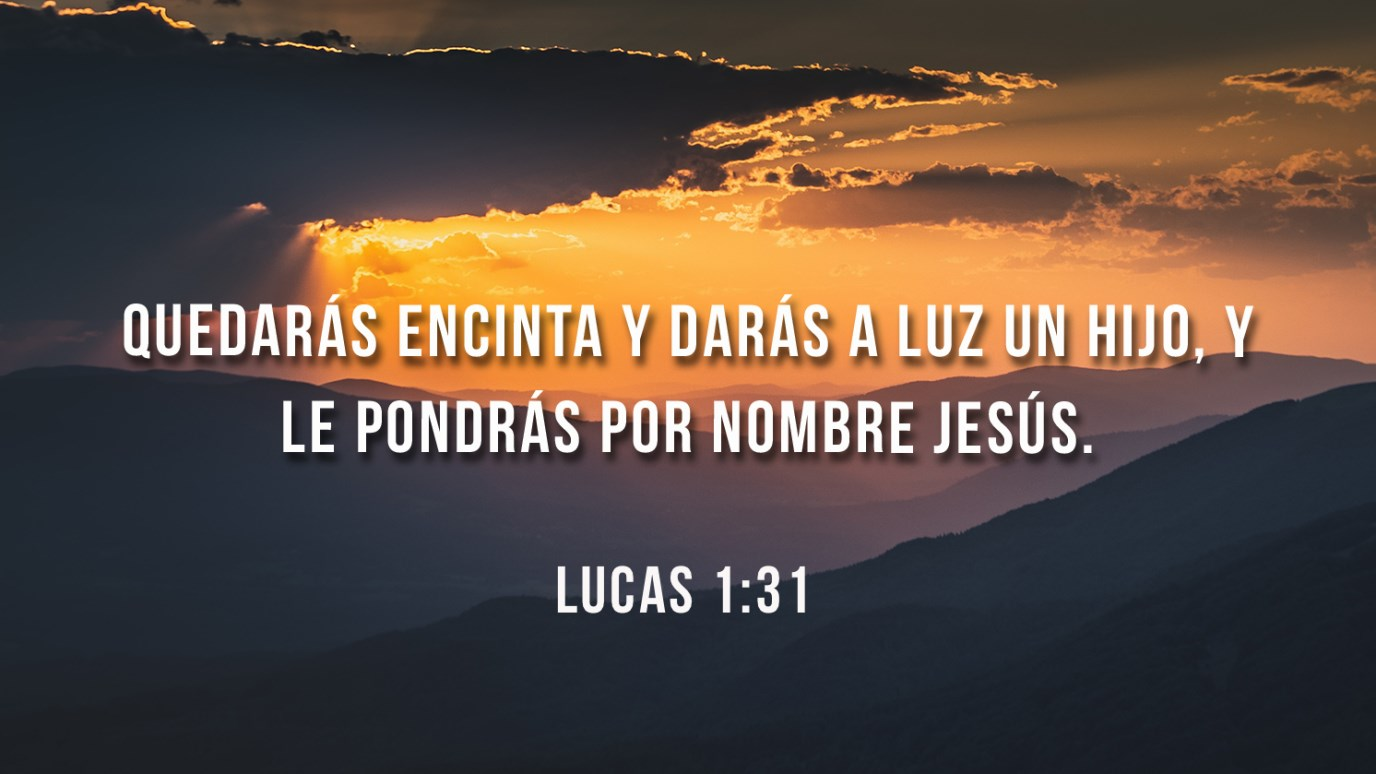 QUEDARÁS ENCINTA Y DARÁS A LUZ UN HIJO, Y
LE PONDRÁS POR NOMBRE JESÚS.
LUCAS 1:31